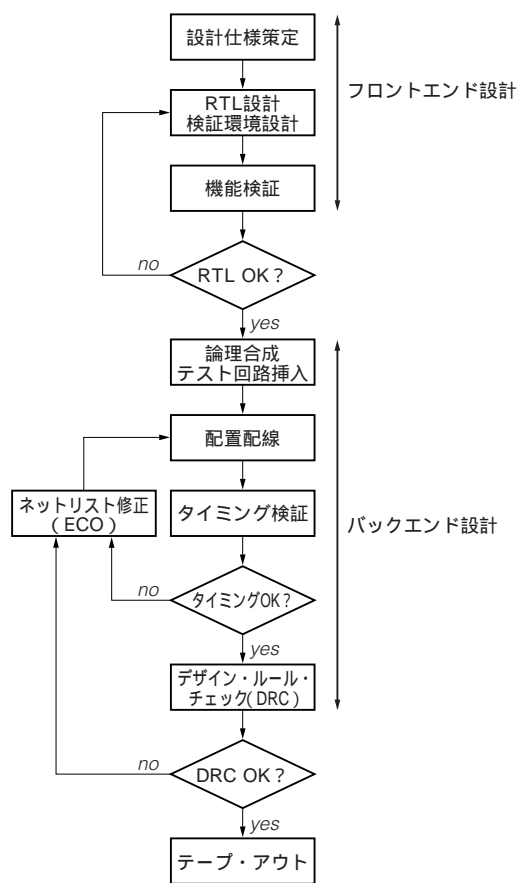 設計仕様策定
フロントエンド設計
RTL設計
検証環境設計
機能検証
no
RTL OK？
yes
論理合成
テスト回路挿入
配置配線
ネットリスト修正
（ECO）
タイミング検証
バックエンド設計
no
タイミングOK？
yes
デザイン・ルール・
チェック（DRC）
no
DRC OK？
yes
テープ・アウト